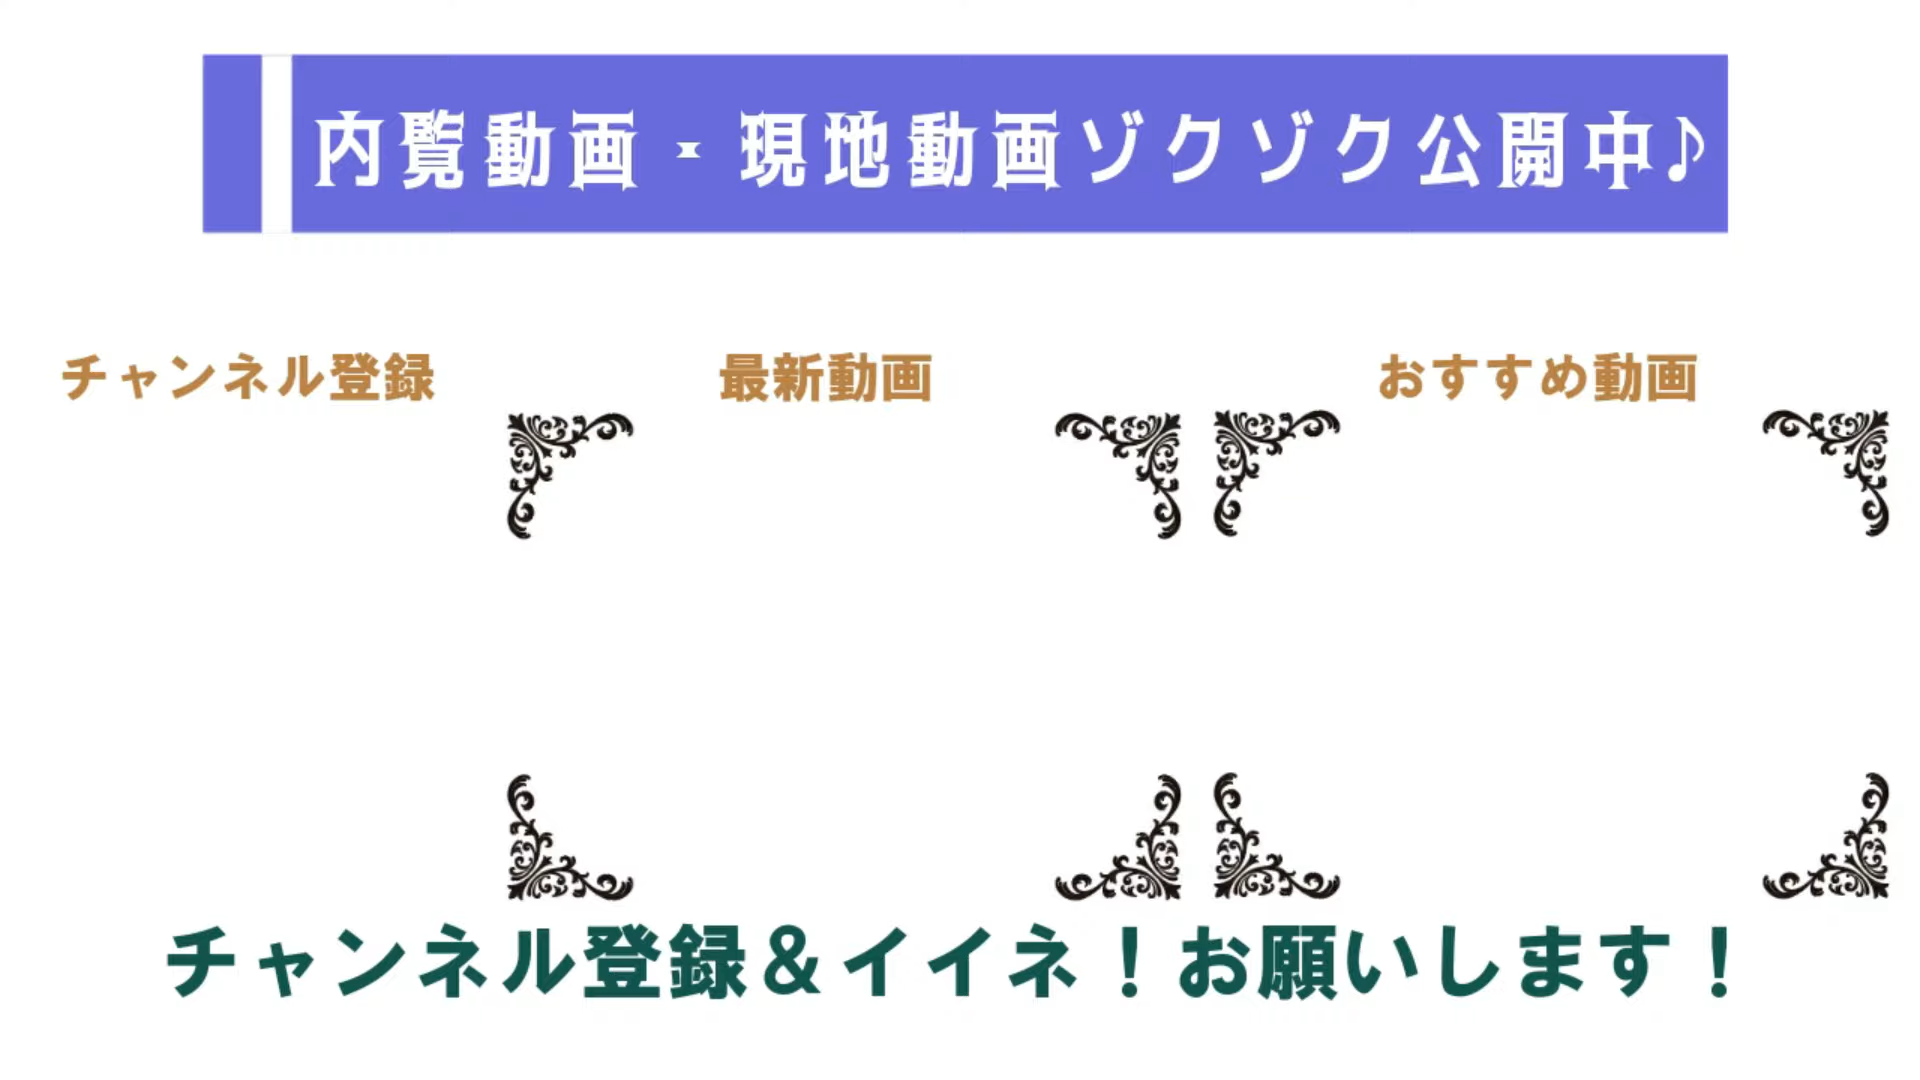 内覧動画・現地動画ゾクゾク公開中♪
チャンネル登録
最新動画
おすすめ動画
チャンネル登録＆イイネ！お願いします！